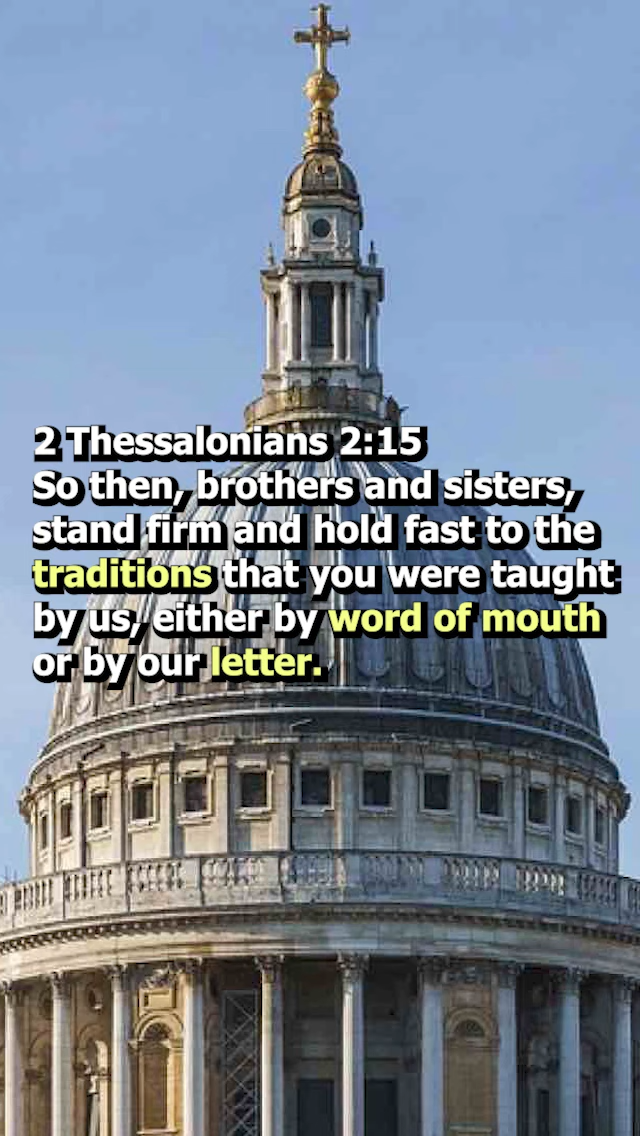 2 Thessalonians 2:15
So then, brothers and sisters,
stand firm and hold fast to the
traditions that you were taught
by us, either by word of mouth
or by our letter.